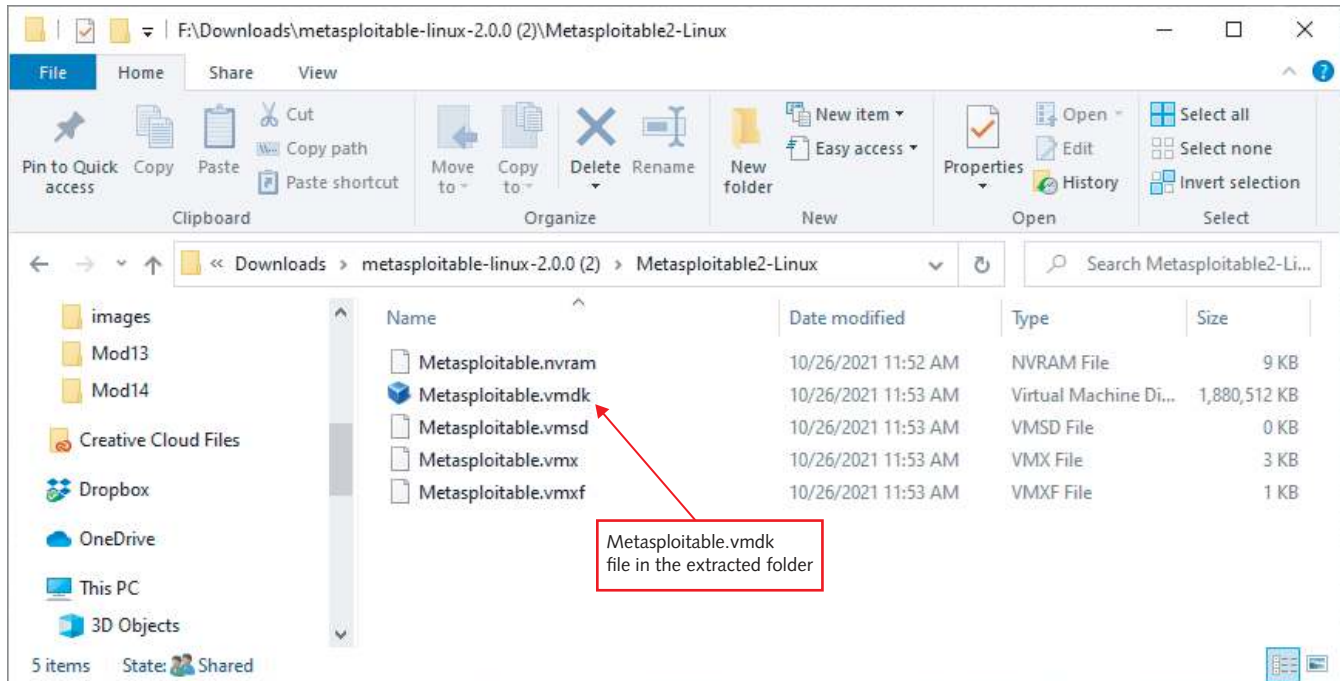 F:\Downloads\metasploitable-linux-2.0.0 (2)\Metasploitable2-Linux
File Home Share View
Pin to Quick access
Copy
Paste
Cut
Copy path
Paste shortcut
Clipboard
Move to
Copy to
Delete
Rename
Organize
New folder
New item
Easy access
New
Properties
Open
Edit
History
Open
Select all
Select none
Invert selection
Select
« Downloads > metasploitable-linux-2.0.0 (2) > Metasploitable2-Linux
Search Metasploitable2-Li...
images
Mod13
Mod14
Creative Cloud Files
Dropbox
OneDrive
This PC
3D Objects
Name Date modified Type Size
Metasploitable.nvram 10/26/2021 11:52 AM NVRAM File 9 KB
Metasploitable.vmdk 10/26/2021 11:53 AM Virtual Machine Di... 1,880,512 KB
Metasploitable.vmsd 10/26/2021 11:53 AM VMSD File 0 KB
Metasploitable.vmx 10/26/2021 11:53 AM VMX File 3 KB
Metasploitable.vmxf 10/26/2021 11:53 AM VMXF File 1 KB
Metasploitable.vmdk
file in the extracted folder
5 items State: Shared